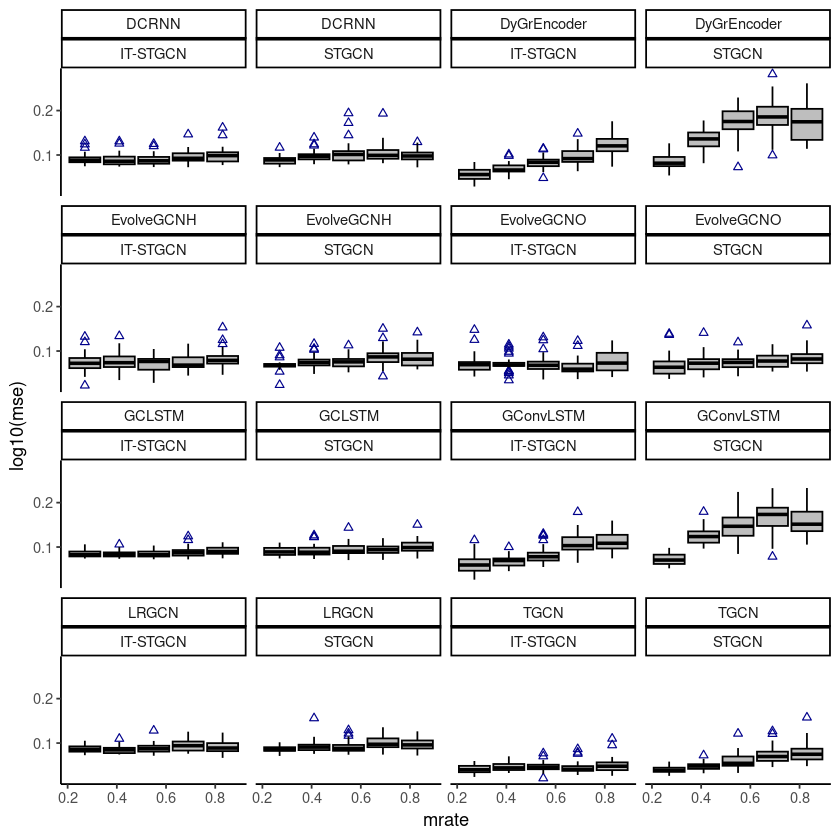 DCRNN DCRNN DyGrEncoder DyGrEncoder
IT-STGCN STGCN IT-STGCN STGCN
0.2
0.1
EvolveGCNH EvolveGCNH EvolveGCNO EvolveGCNO
IT-STGCN STGCN IT-STGCN STGCN
0.2
0.1
log10(mse)
GCLSTM GCLSTM GConvLSTM GConvLSTM
IT-STGCN STGCN IT-STGCN STGCN
0.2
0.1
LRGCN LRGCN TGCN TGCN
IT-STGCN STGCN IT-STGCN STGCN
0.2
0.1
0.2 0.4 0.6 0.8 0.2 0.4 0.6 0.8 0.2 0.4 0.6 0.8 0.2 0.4 0.6 0.8
mrate